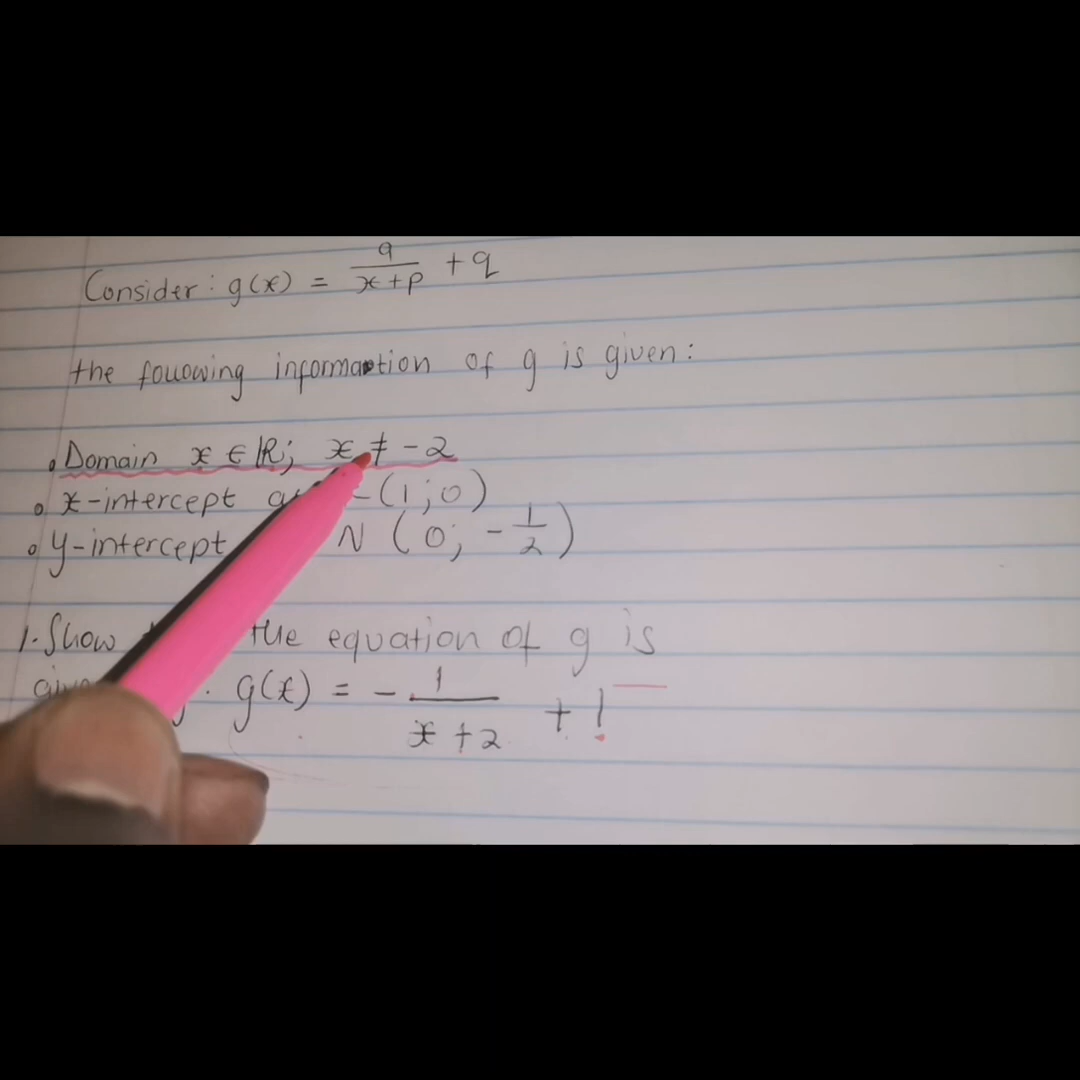 Consider: g(x) = a/(x+p) + q
the following information of g is given:
• Domain x ∈ ℝ; x ≠ -2
• x-intercept (1;0)
• y-intercept N (0; -1/2)
1. Show the equation of g is
g(x) = - 1/(x+2) + 1